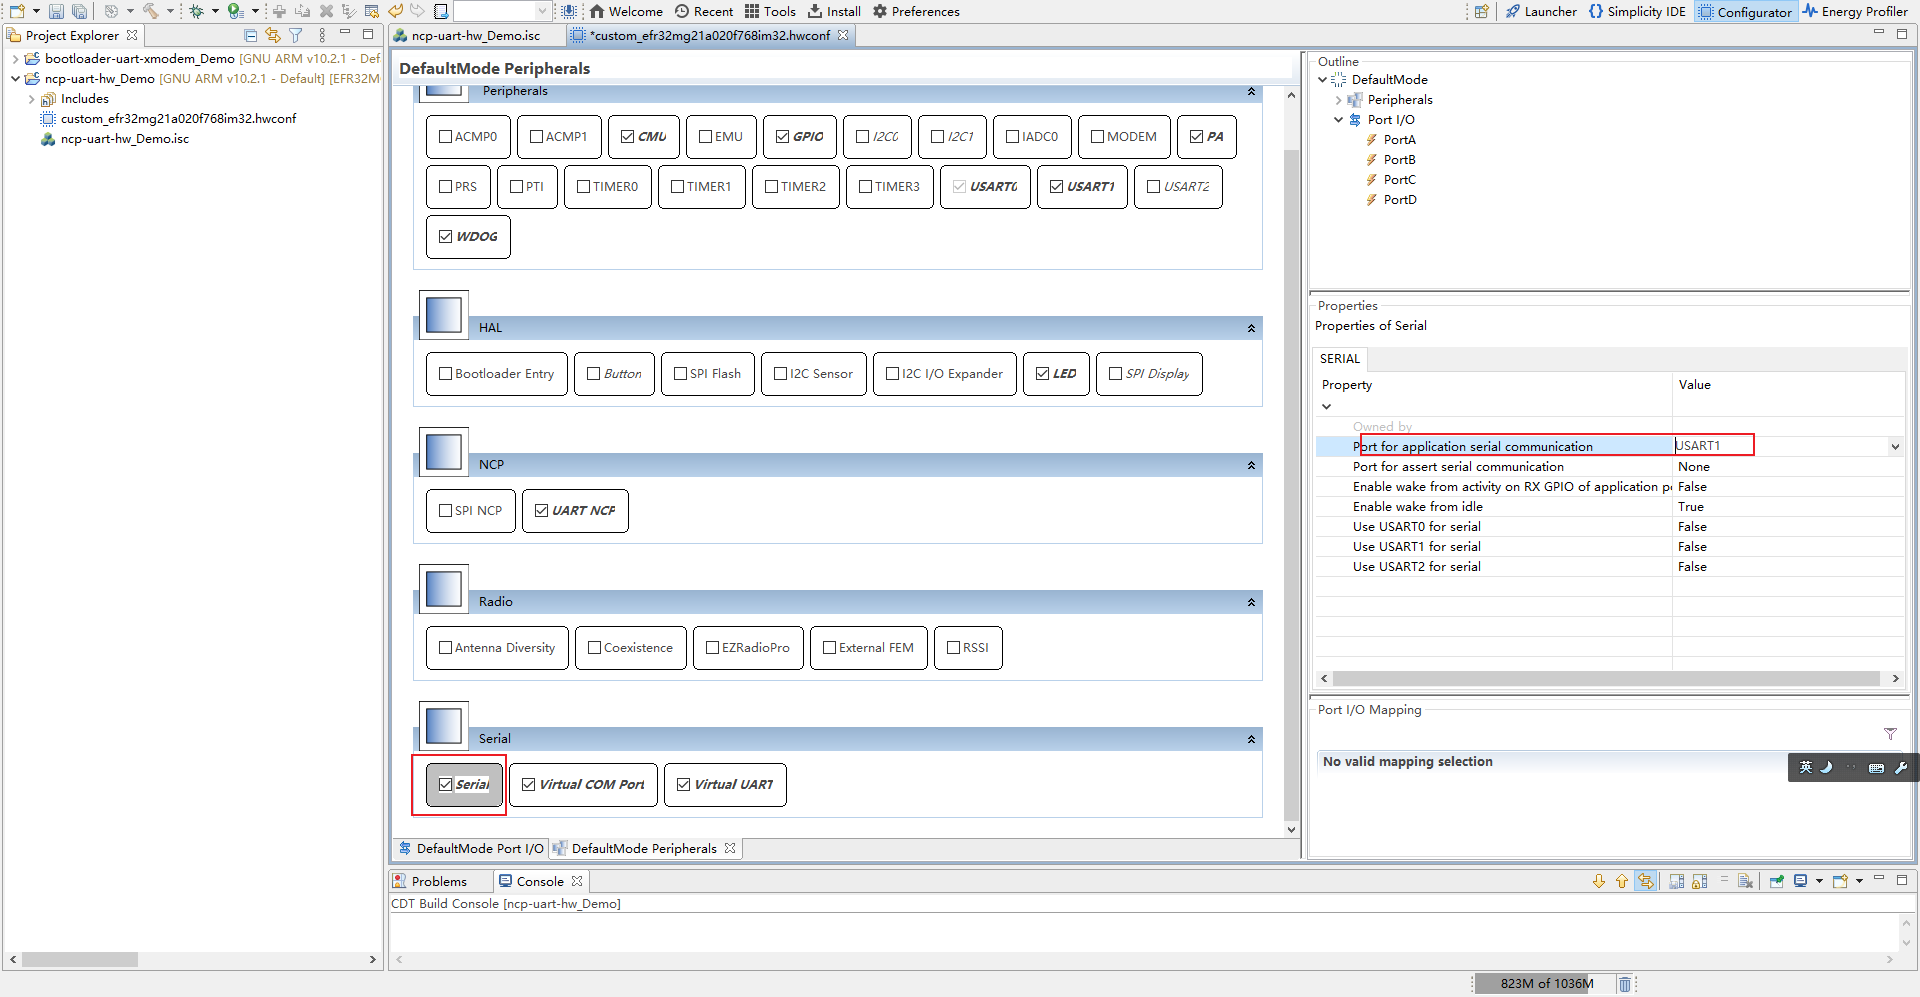 Welcome Recent Tools Install Preferences Launcher Simplicity IDE Configurator Energy Profiler
Project Explorer
bootloader-uart-xmodem_Demo [GNU ARM v10.2.1 - Def
ncp-uart-hw_Demo [GNU ARM v10.2.1 - Default] [EFR32M
Includes
custom_efr32mg21a020f768im32.hwconf
ncp-uart-hw_Demo.isc
ncp-uart-hw_Demo.isc *custom_efr32mg21a020f768im32.hwconf
DefaultMode Peripherals
Peripherals
ACMP0 ACMP1 CMU EMU GPIO I2C0 I2C1 IADC0 MODEM PA
PRS PTI TIMER0 TIMER1 TIMER2 TIMER3 USART0 USART1 USART2
WDOG
HAL
Bootloader Entry Button SPI Flash I2C Sensor I2C I/O Expander LED SPI Display
NCP
SPI NCP UART NCP
Radio
Antenna Diversity Coexistence EZRadioPro External FEM RSSI
Serial
Serial Virtual COM Port Virtual UART
DefaultMode Port I/O DefaultMode Peripherals
Outline
DefaultMode
Peripherals
Port I/O
PortA
PortB
PortC
PortD
Properties
Properties of Serial
SERIAL
Property Value
Owned by
Port for application serial communication USART1
Port for assert serial communication None
Enable wake from activity on RX GPIO of application p False
Enable wake from idle True
Use USART0 for serial False
Use USART1 for serial False
Use USART2 for serial False
Port I/O Mapping
No valid mapping selection
英
Problems Console
CDT Build Console [ncp-uart-hw_Demo]
823M of 1036M